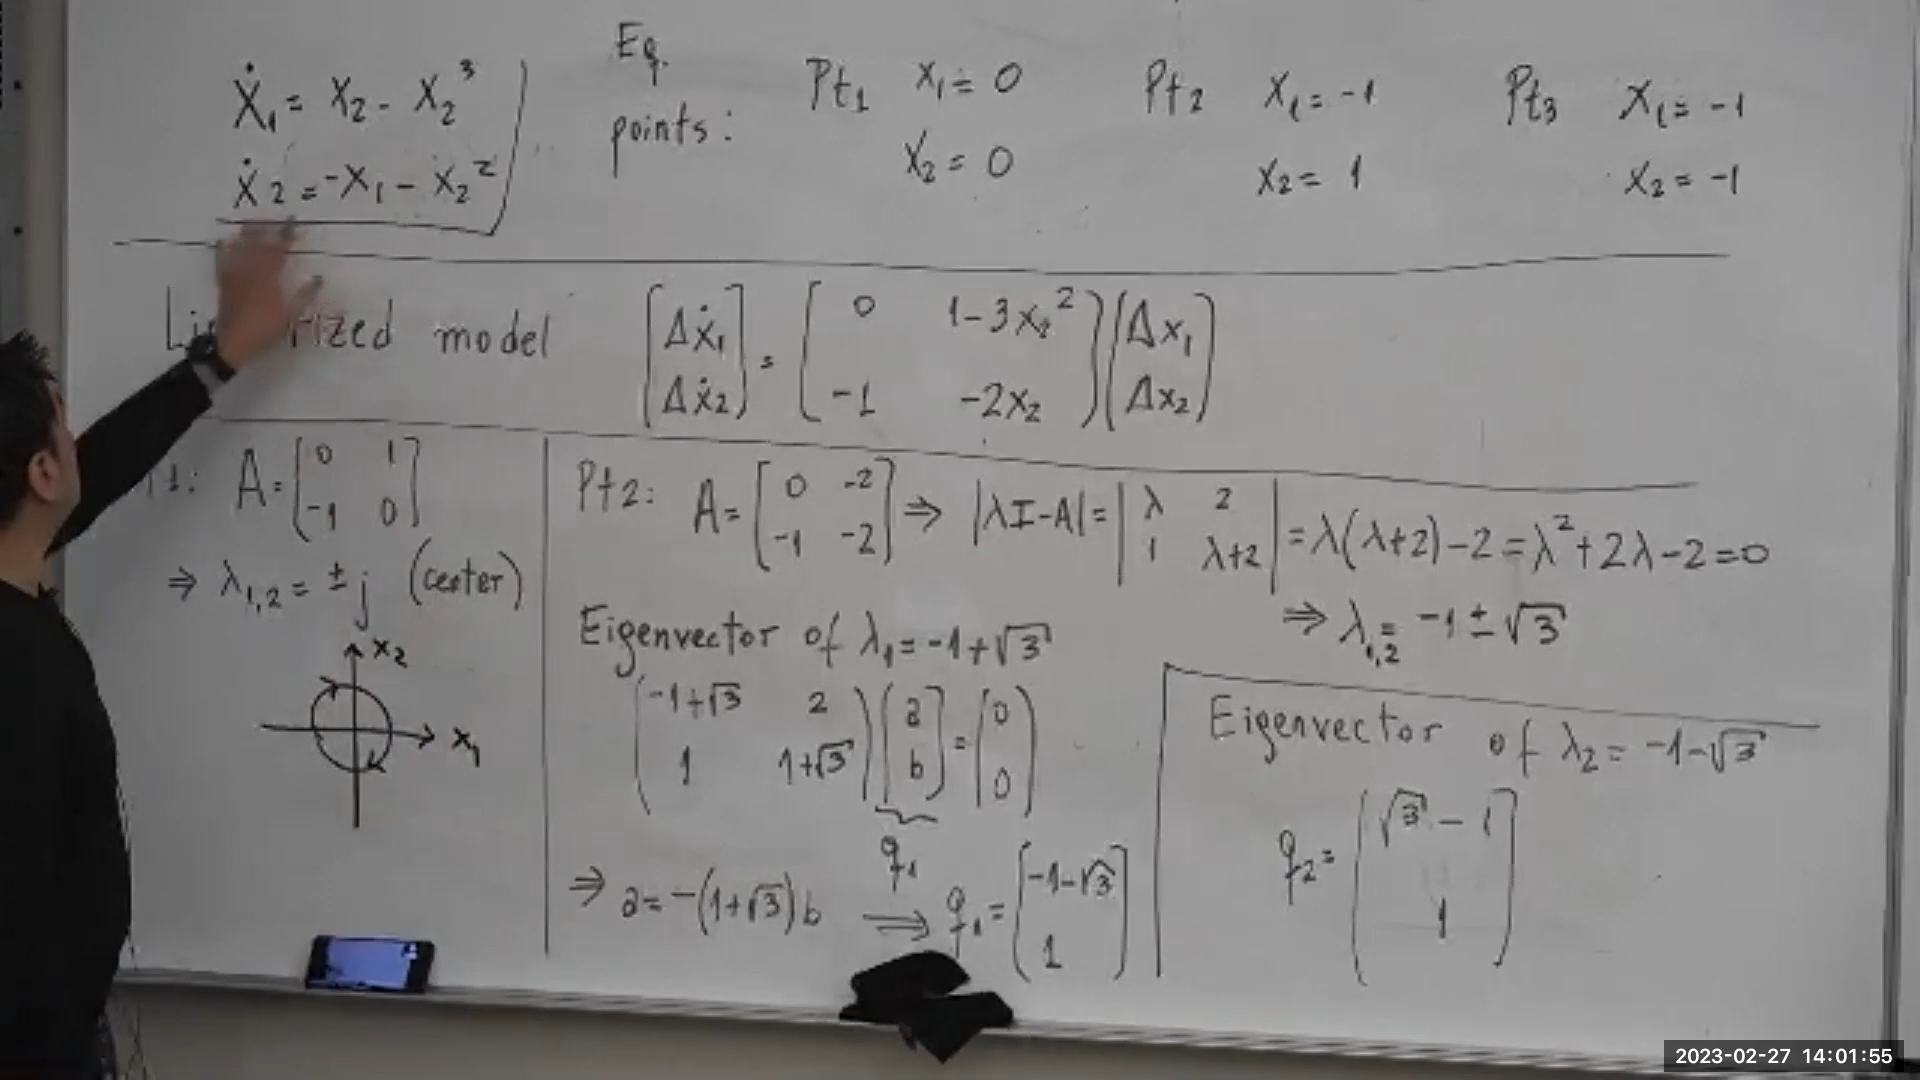 ẋ₁ = x₂ - x₂³
ẋ₂ = -x₁ - x₂²
Eq.
points:
Pt₁ x₁ = 0
x₂ = 0
Pt₂ x₁ = -1
x₂ = 1
Pt₃ x₁ = -1
x₂ = -1
model
[Δẋ₁ = [0 1-3x₂² [Δx₁
Δẋ₂] -1 -2x₂] Δx₂]
1: A = [0 1
-1 0]
⇒ λ₁,₂ = ± j (center)
x₂
x₁
Pt2: A = [0 -2 ⇒ |λI-A| = |λ 2 = λ(λ+2)-2 = λ²+2λ-2=0
-1 -2] 1 λ+2|
⇒ λ₁,₂ = -1 ± √3
Eigenvector of λ₁ = -1+√3
[-1+√3 2 [a = [0
1 1+√3] b] 0]
q₁
⇒ a = -(1+√3)b ⇒ q₁ = [-1-√3
1]
Eigenvector of λ₂ = -1-√3
q₂ = [√3 - 1
1]
2023-02-27 14:01:55